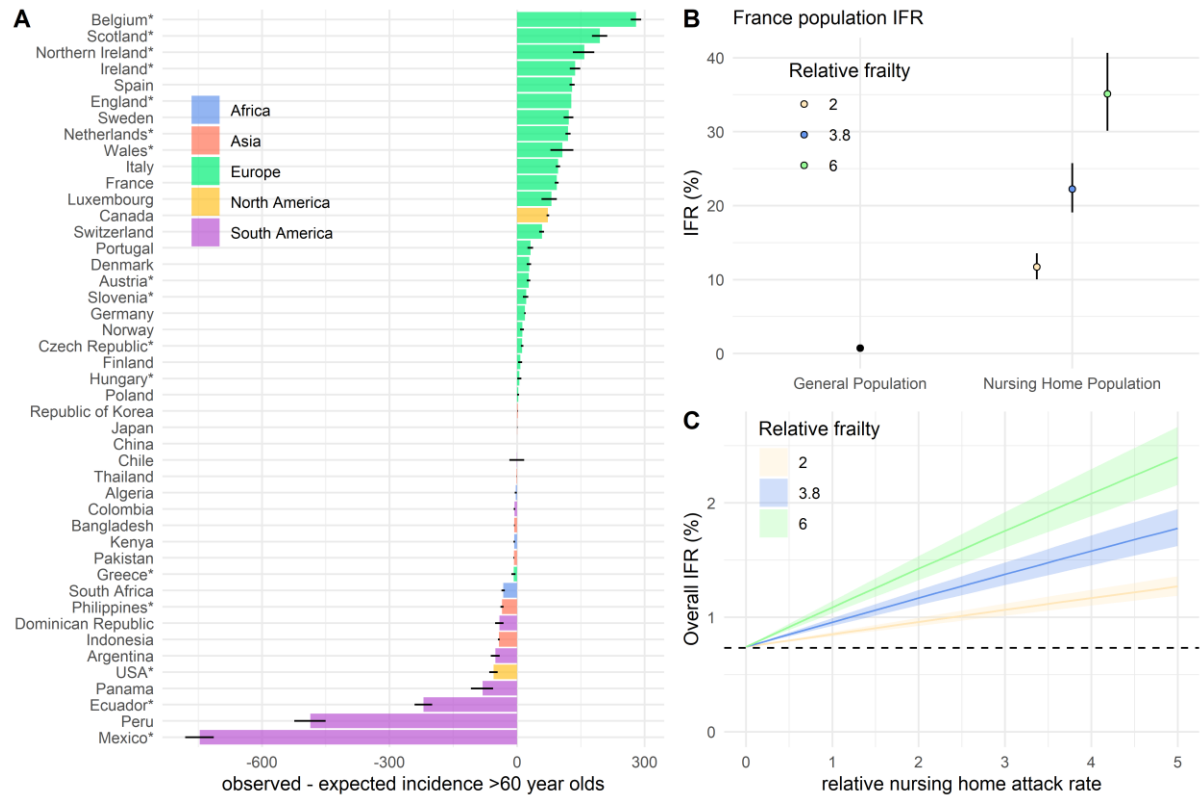 A
Belgium*
Scotland*
Northern Ireland*
Ireland*
Spain
England*
Sweden
Netherlands*
Wales*
Italy
France
Luxembourg
Canada
Switzerland
Portugal
Denmark
Austria*
Slovenia*
Germany
Norway
Czech Republic*
Finland
Hungary*
Poland
Republic of Korea
Japan
China
Chile
Thailand
Algeria
Colombia
Bangladesh
Kenya
Pakistan
Greece*
South Africa
Philippines*
Dominican Republic
Indonesia
Argentina
USA*
Panama
Ecuador*
Peru
Mexico*
Africa
Asia
Europe
North America
South America
-600 -300 0 300
observed - expected incidence >60 year olds
B France population IFR
Relative frailty
2
3.8
6
IFR (%)
40
30
20
10
0
General Population Nursing Home Population
C
Relative frailty
2
3.8
6
Overall IFR (%)
2
1
0
0 1 2 3 4 5
relative nursing home attack rate